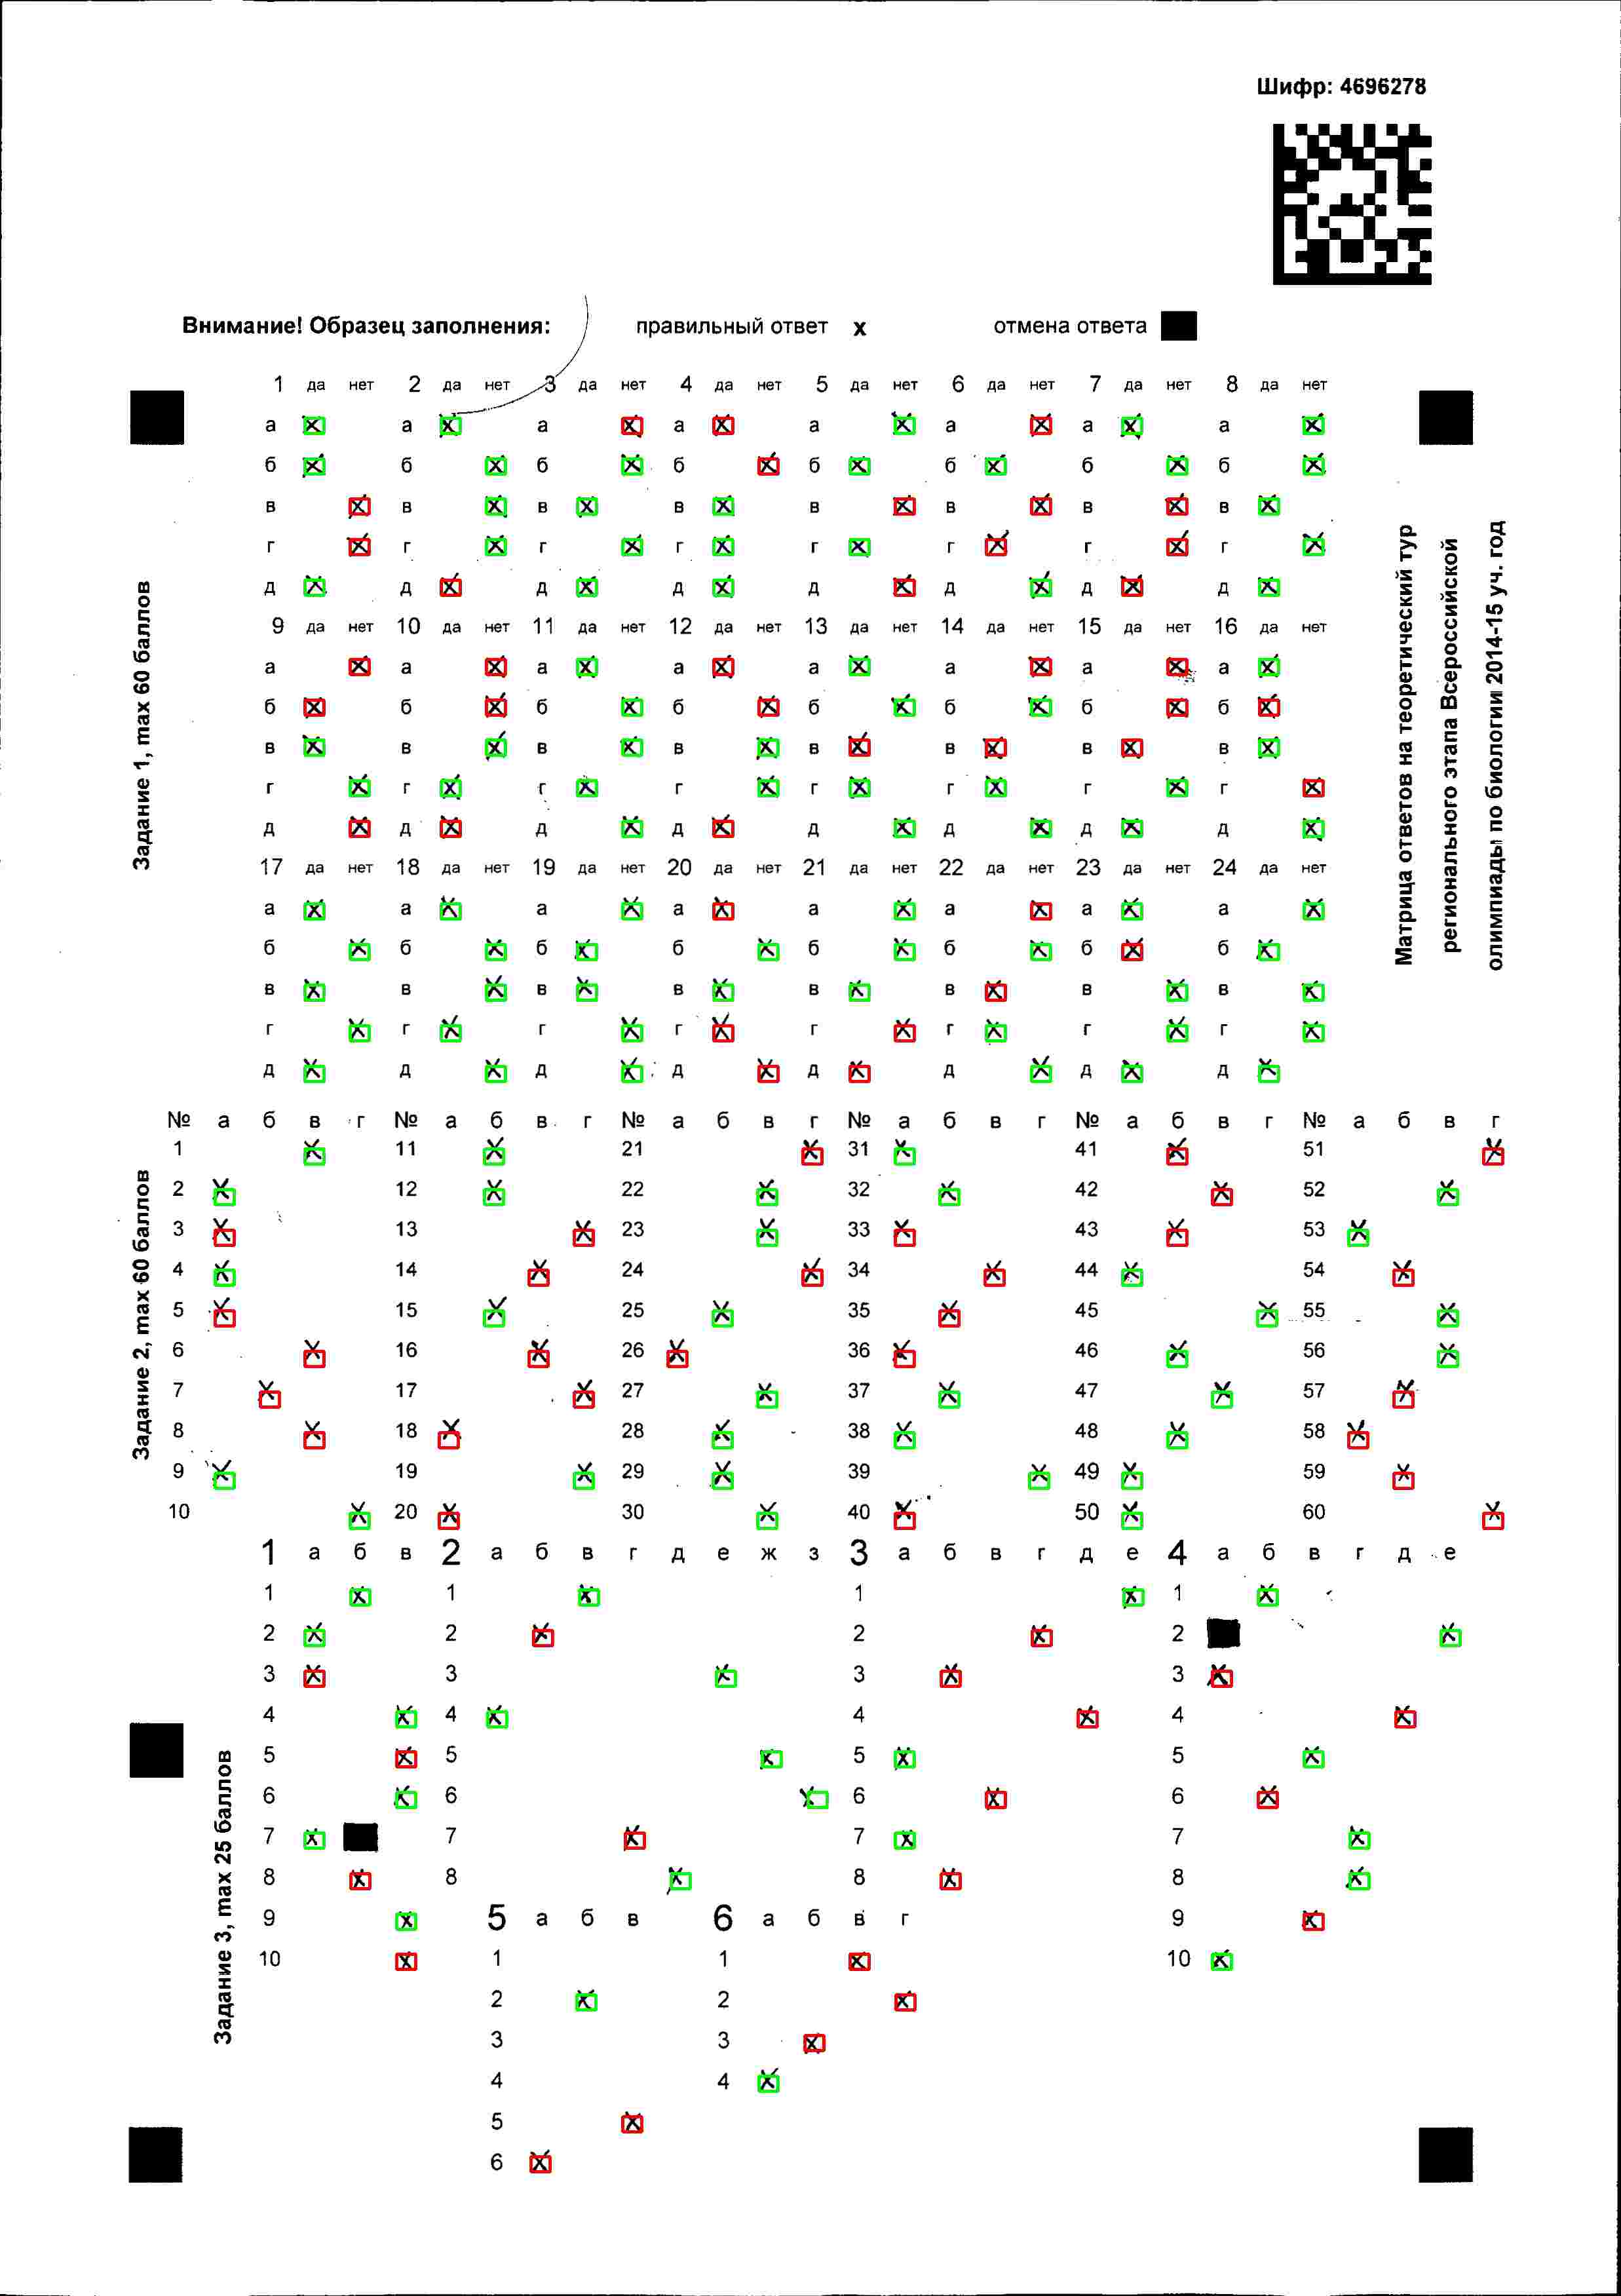 Шифр: 4696278
Внимание! Образец заполнения: правильный ответ x отмена ответа
1 да нет 2 да нет 3 да нет 4 да нет 5 да нет 6 да нет 7 да нет 8 да нет
а а а а а а а а
б б б б б б б б
в в в в в в в в
г г г г г г г г
д д д д д д д д
9 да нет 10 да нет 11 да нет 12 да нет 13 да нет 14 да нет 15 да нет 16 да нет
а а а а а а а а
б б б б б б б б
в в в в в в в в
г г г г г г г г
д д д д д д д д
17 да нет 18 да нет 19 да нет 20 да нет 21 да нет 22 да нет 23 да нет 24 да нет
а а а а а а а а
б б б б б б б б
в в в в в в в в
г г г г г г г г
д д д д д д д д
Задание 1, max 60 баллов
Матрица ответов на теоретический тур
регионального этапа Всероссийской
олимпиады по биологии 2014-15 уч. год
№ а б в г № а б в г № а б в г № а б в г № а б в г № а б в г
1 11 21 31 41 51
2 12 22 32 42 52
3 13 23 33 43 53
4 14 24 34 44 54
5 15 25 35 45 55
6 16 26 36 46 56
7 17 27 37 47 57
8 18 28 38 48 58
9 19 29 39 49 59
10 20 30 40 50 60
Задание 2, max 60 баллов
1 а б в 2 а б в г д е ж з 3 а б в г д е 4 а б в г д е
1 1 1 1
2 2 2 2
3 3 3 3
4 4 4 4
5 5 5 5
6 6 6 6
7 7 7 7
8 8 8 8
9 5 а б в 6 а б в г 9
10 1 1 10
2 2
3 3
4 4
5
6
Задание 3, max 25 баллов